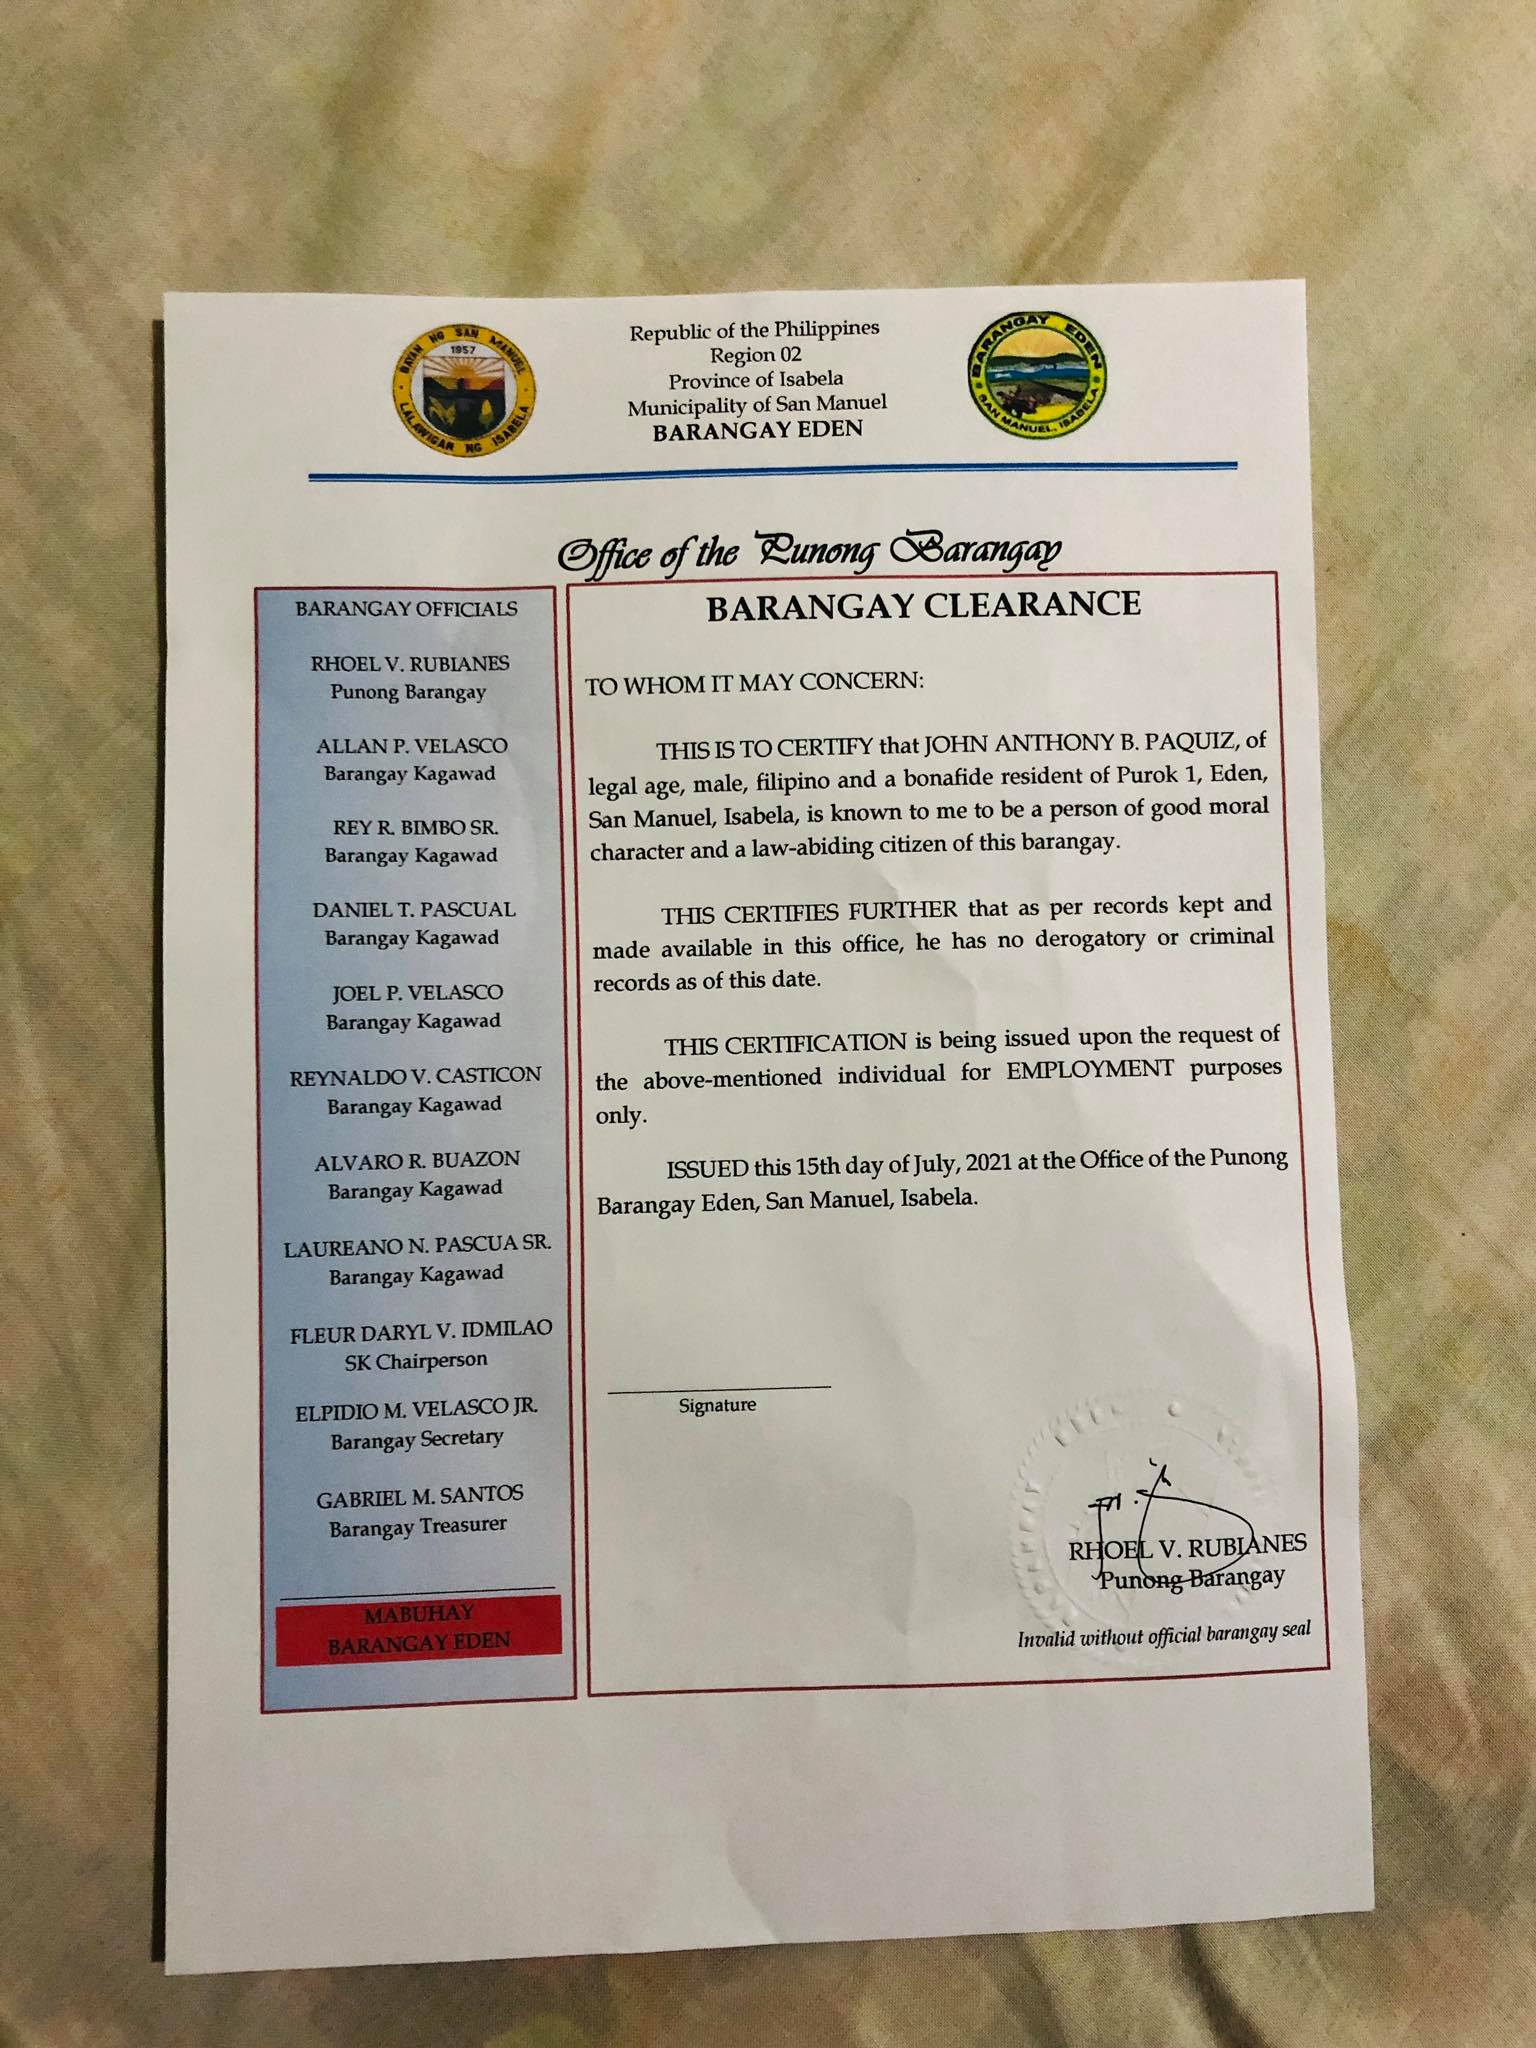 BAYAN NG SAN MANUEL
1957
LALAWIGAN NG ISABELA
Republic of the Philippines
Region 02
Province of Isabela
Municipality of San Manuel
BARANGAY EDEN
BARANGAY EDEN
SAN MANUEL, ISABELA
Office of the Punong Barangay
BARANGAY OFFICIALS
RHOEL V. RUBIANES
Punong Barangay
ALLAN P. VELASCO
Barangay Kagawad
REY R. BIMBO SR.
Barangay Kagawad
DANIEL T. PASCUAL
Barangay Kagawad
JOEL P. VELASCO
Barangay Kagawad
REYNALDO V. CASTICON
Barangay Kagawad
ALVARO R. BUAZON
Barangay Kagawad
LAUREANO N. PASCUA SR.
Barangay Kagawad
FLEUR DARYL V. IDMILAO
SK Chairperson
ELPIDIO M. VELASCO JR.
Barangay Secretary
GABRIEL M. SANTOS
Barangay Treasurer
MABUHAY
BARANGAY EDEN
BARANGAY CLEARANCE
TO WHOM IT MAY CONCERN:
THIS IS TO CERTIFY that JOHN ANTHONY B. PAQUIZ, of
legal age, male, filipino and a bonafide resident of Purok 1, Eden,
San Manuel, Isabela, is known to me to be a person of good moral
character and a law-abiding citizen of this barangay.
THIS CERTIFIES FURTHER that as per records kept and
made available in this office, he has no derogatory or criminal
records as of this date.
THIS CERTIFICATION is being issued upon the request of
the above-mentioned individual for EMPLOYMENT purposes
only.
ISSUED this 15th day of July, 2021 at the Office of the Punong
Barangay Eden, San Manuel, Isabela.
Signature
RHOEL V. RUBIANES
Punong Barangay
Invalid without official barangay seal